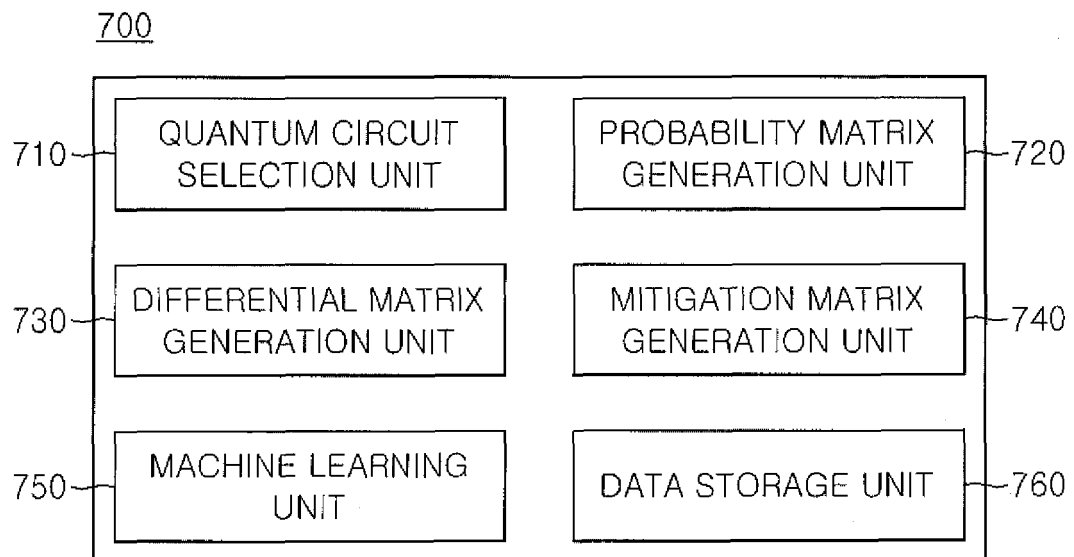 700
710
QUANTUM CIRCUIT
SELECTION UNIT
PROBABILITY MATRIX
GENERATION UNIT
720
730
DIFFERENTIAL MATRIX
GENERATION UNIT
MITIGATION MATRIX
GENERATION UNIT
740
750
MACHINE LEARNING
UNIT
DATA STORAGE UNIT
760